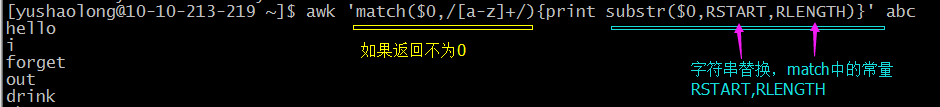 [yushaolong@10-10-213-219 ~]$ awk 'match($0,/[a-z]+/){print substr($0,RSTART,RLENGTH)}' abc
hello
i
forget
out
drink
如果返回不为0
字符串替换，match中的常量
RSTART,RLENGTH